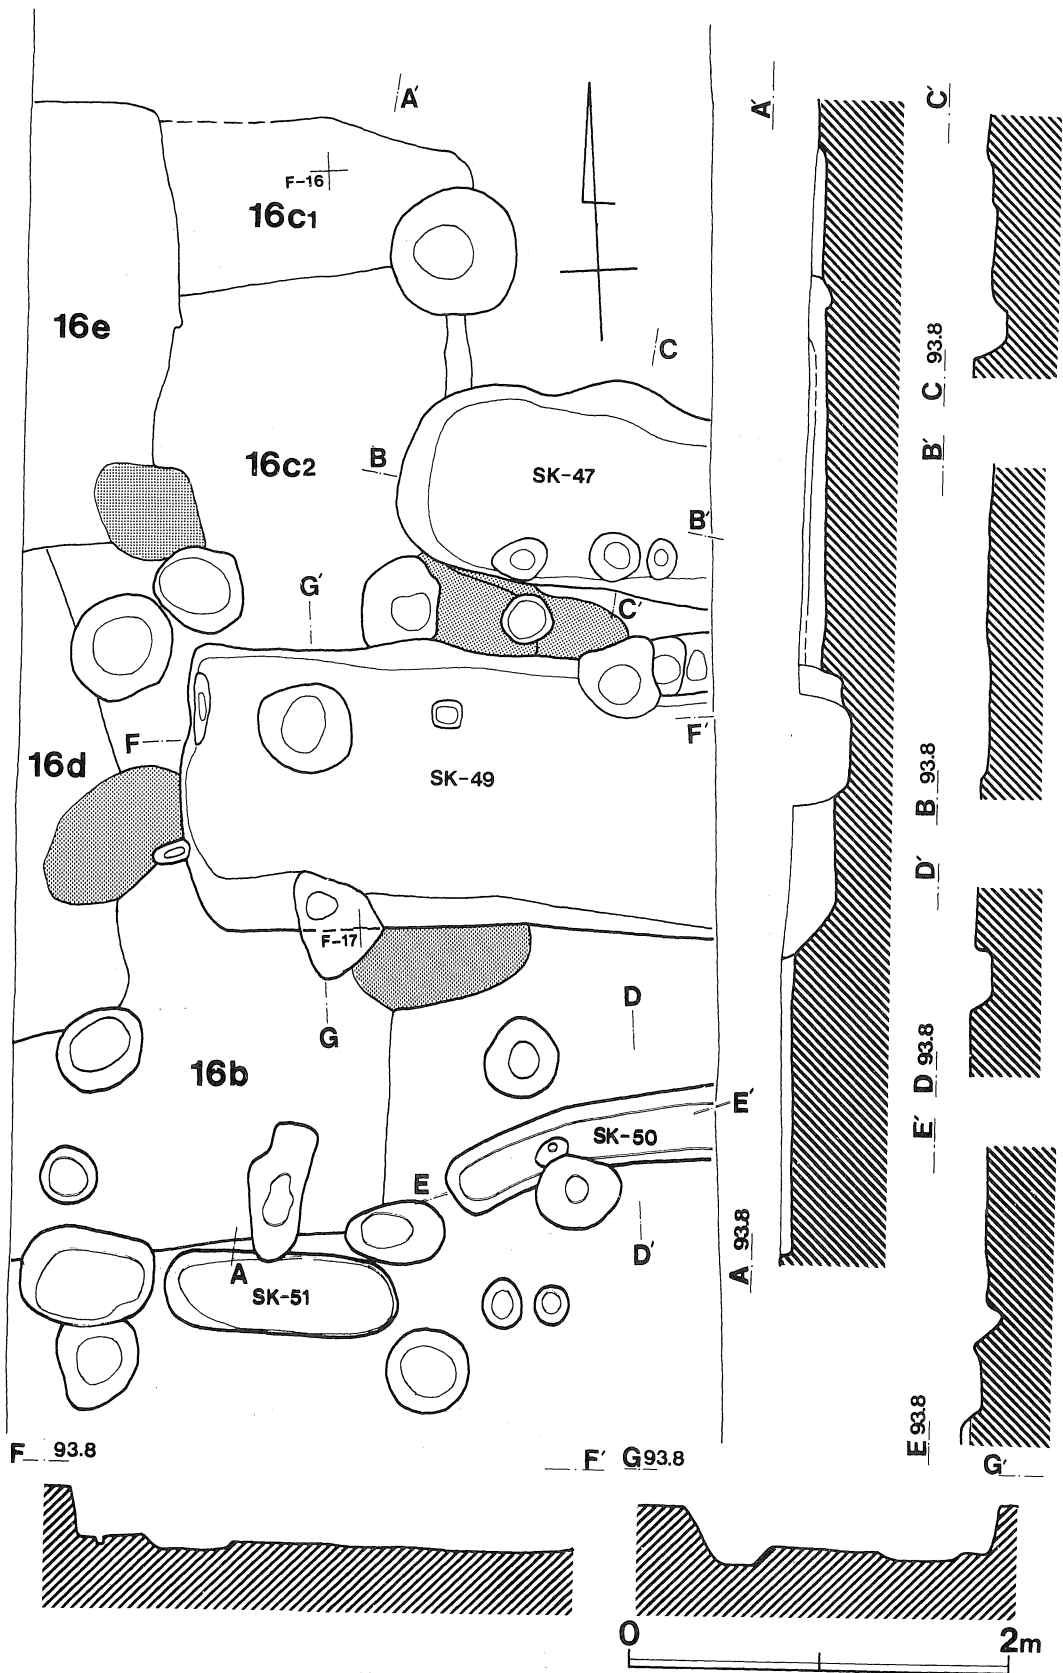 A′
F-16
16c1
16e
C
B
16c2
SK-47
B′
G′
C′
F
F′
16d
SK-49
F-17
G
D
16b
E′
SK-50
E
D′
A
SK-51
A′
A 93.8
C′
C 93.8
B′
B 93.8
D′
D 93.8
E′
E 93.8
F 93.8
F′
G 93.8
G′
0
2m